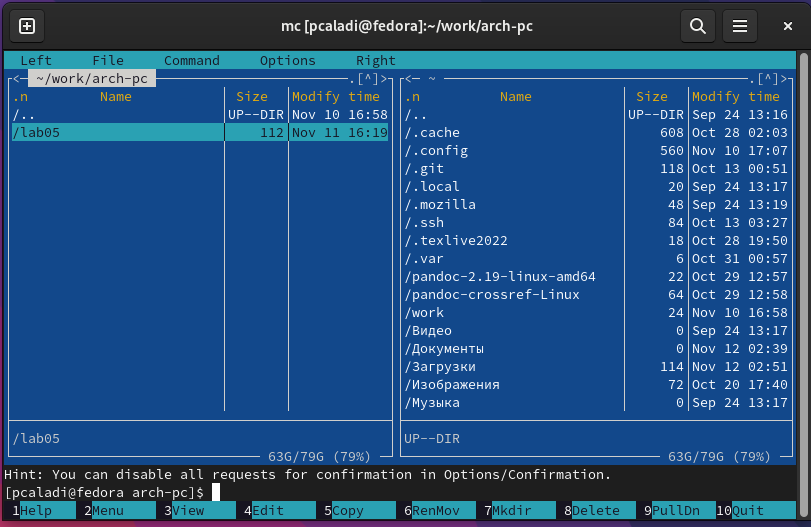 mc [pcaladi@fedora]:~/work/arch-pc
Left File Command Options Right
<─ ~/work/arch-pc ─.[^]> <─ ~ ─.[^]>
.n Name Size Modify time .n Name Size Modify time
/.. UP--DIR Nov 10 16:58 /.. UP--DIR Sep 24 13:16
/lab05 112 Nov 11 16:19 /.cache 608 Oct 28 02:03
/.config 560 Nov 10 17:07
/.git 118 Oct 13 00:51
/.local 20 Sep 24 13:17
/.mozilla 48 Sep 24 13:19
/.ssh 84 Oct 13 03:27
/.texlive2022 18 Oct 28 19:50
/.var 6 Oct 31 00:57
/pandoc-2.19-linux-amd64 22 Oct 29 12:57
/pandoc-crossref-Linux 64 Oct 29 12:58
/work 24 Nov 10 16:58
/Видео 0 Sep 24 13:17
/Документы 0 Nov 12 02:39
/Загрузки 114 Nov 12 02:51
/Изображения 72 Oct 20 17:40
/Музыка 0 Sep 24 13:17
/lab05 UP--DIR
63G/79G (79%) 63G/79G (79%)
Hint: You can disable all requests for confirmation in Options/Confirmation.
[pcaladi@fedora arch-pc]$
1Help 2Menu 3View 4Edit 5Copy 6RenMov 7Mkdir 8Delete 9PullDn 10Quit